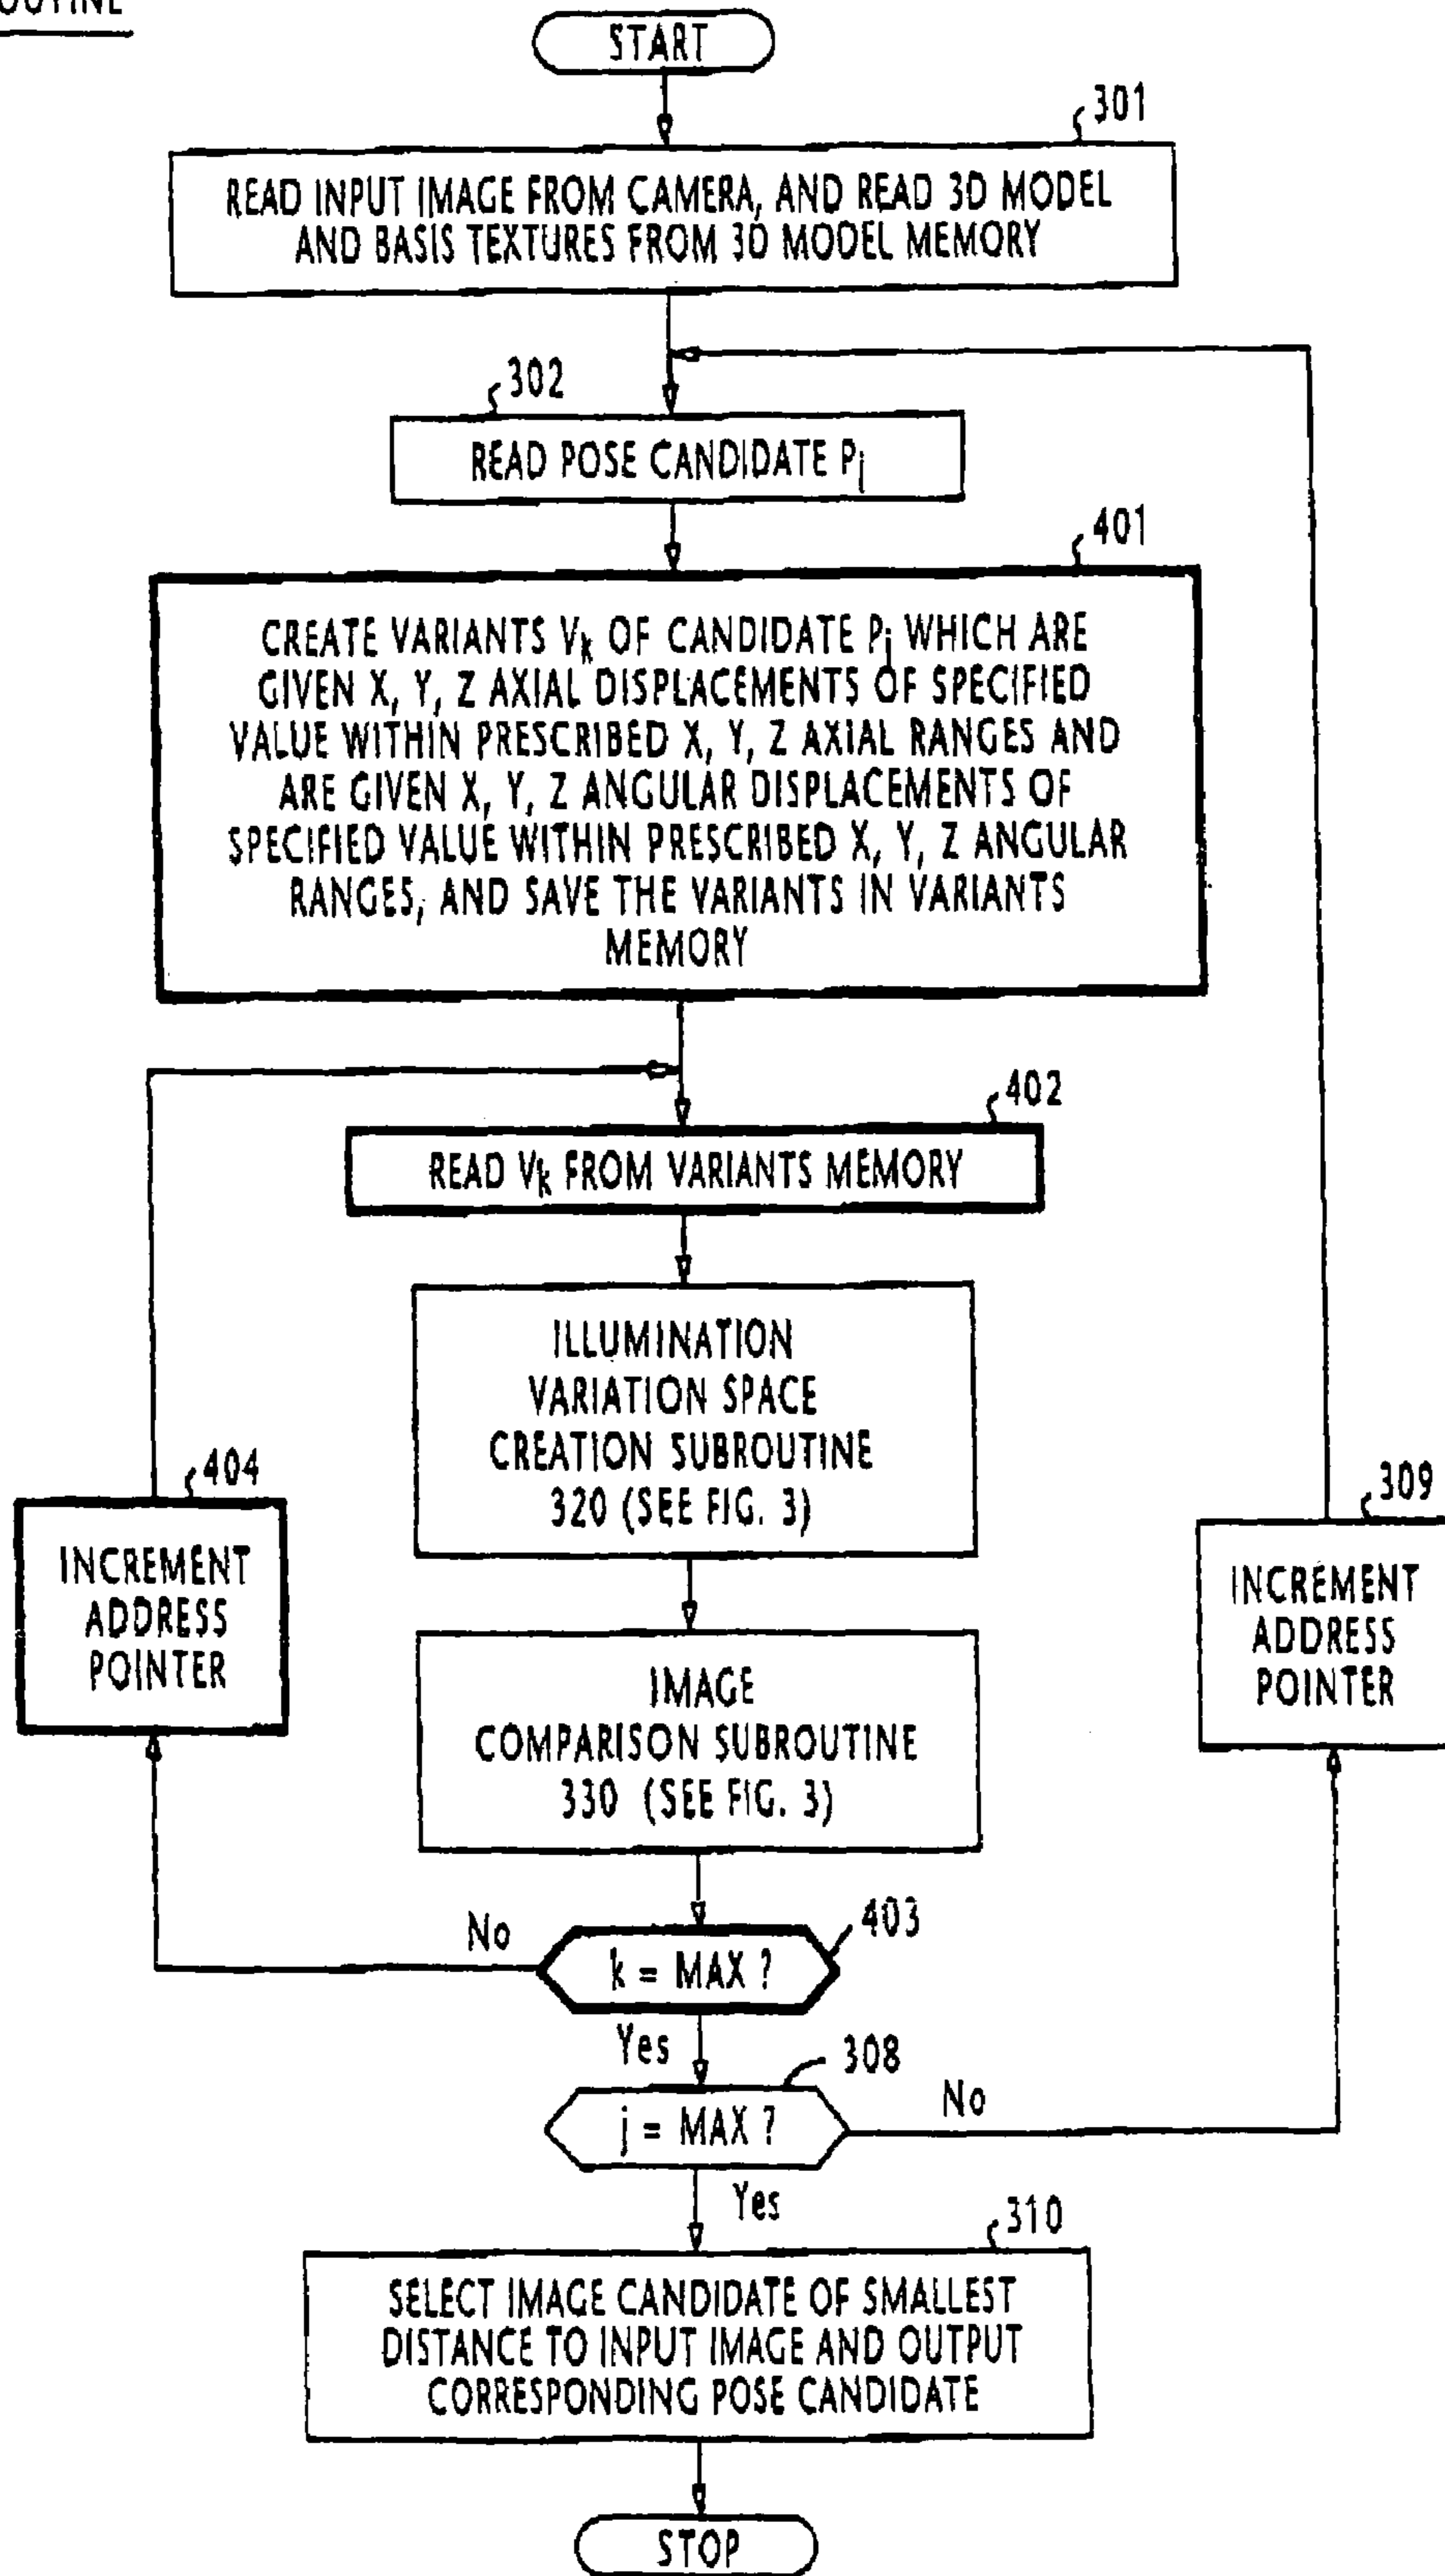 START
301
READ INPUT IMAGE FROM CAMERA, AND READ 3D MODEL
AND BASIS TEXTURES FROM 3D MODEL MEMORY
302
READ POSE CANDIDATE Pj
401
CREATE VARIANTS Vk OF CANDIDATE Pj WHICH ARE
GIVEN X, Y, Z AXIAL DISPLACEMENTS OF SPECIFIED
VALUE WITHIN PRESCRIBED X, Y, Z AXIAL RANGES AND
ARE GIVEN X, Y, Z ANGULAR DISPLACEMENTS OF
SPECIFIED VALUE WITHIN PRESCRIBED X, Y, Z ANGULAR
RANGES, AND SAVE THE VARIANTS IN VARIANTS
MEMORY
402
READ Vk FROM VARIANTS MEMORY
ILLUMINATION
VARIATION SPACE
CREATION SUBROUTINE
320 (SEE FIG. 3)
404
INCREMENT
ADDRESS
POINTER
309
INCREMENT
ADDRESS
POINTER
IMAGE
COMPARISON SUBROUTINE
330 (SEE FIG. 3)
403
No
k = MAX ?
Yes
308
j = MAX ?
No
Yes
310
SELECT IMAGE CANDIDATE OF SMALLEST
DISTANCE TO INPUT IMAGE AND OUTPUT
CORRESPONDING POSE CANDIDATE
STOP